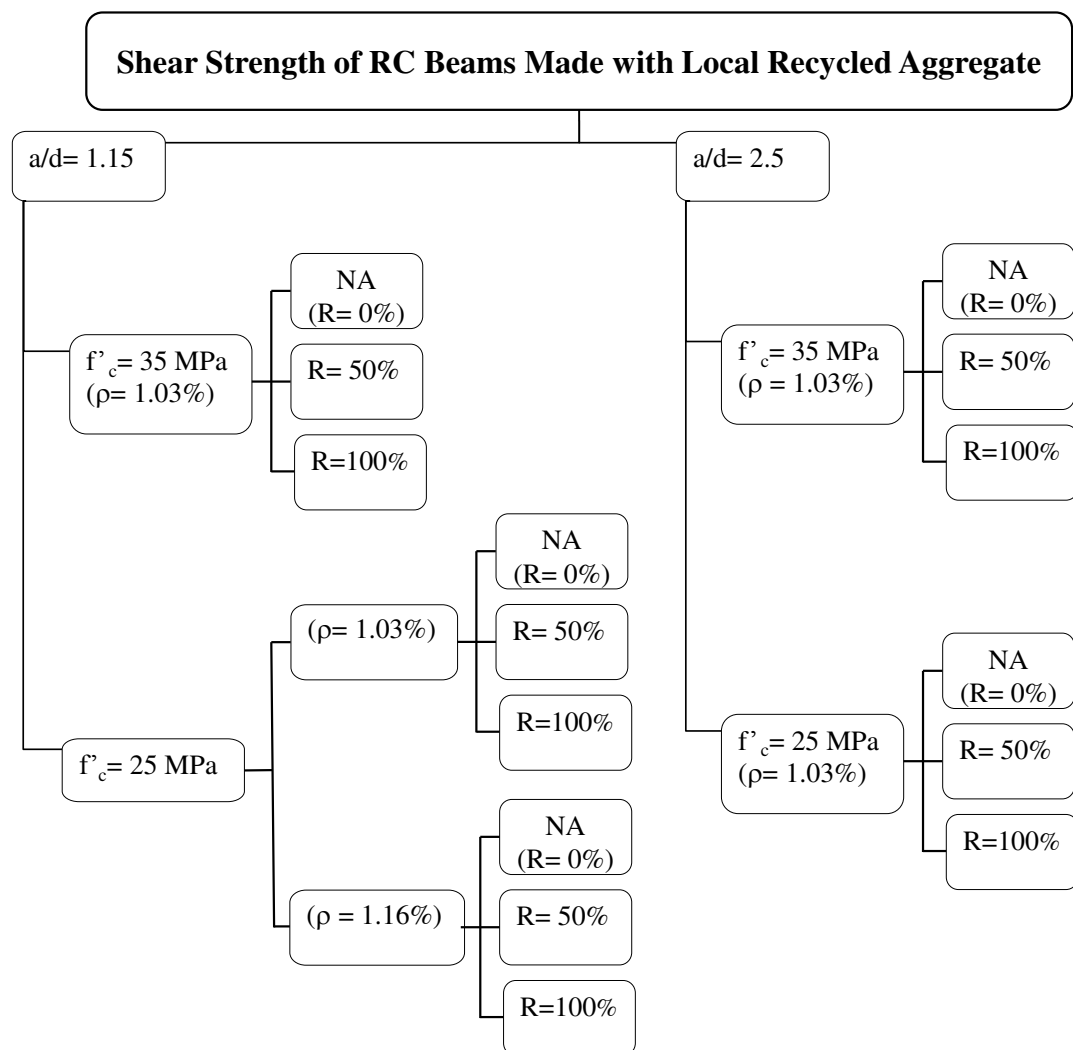 Shear Strength of RC Beams Made with Local Recycled Aggregate
a/d= 1.15
f’c= 35 MPa
(ρ= 1.03%)
NA
(R= 0%)
R= 50%
R=100%
f’c= 25 MPa
(ρ= 1.03%)
NA
(R= 0%)
R= 50%
R=100%
(ρ = 1.16%)
NA
(R= 0%)
R= 50%
R=100%
a/d= 2.5
f’c= 35 MPa
(ρ= 1.03%)
NA
(R= 0%)
R= 50%
R=100%
f’c= 25 MPa
(ρ= 1.03%)
NA
(R= 0%)
R= 50%
R=100%